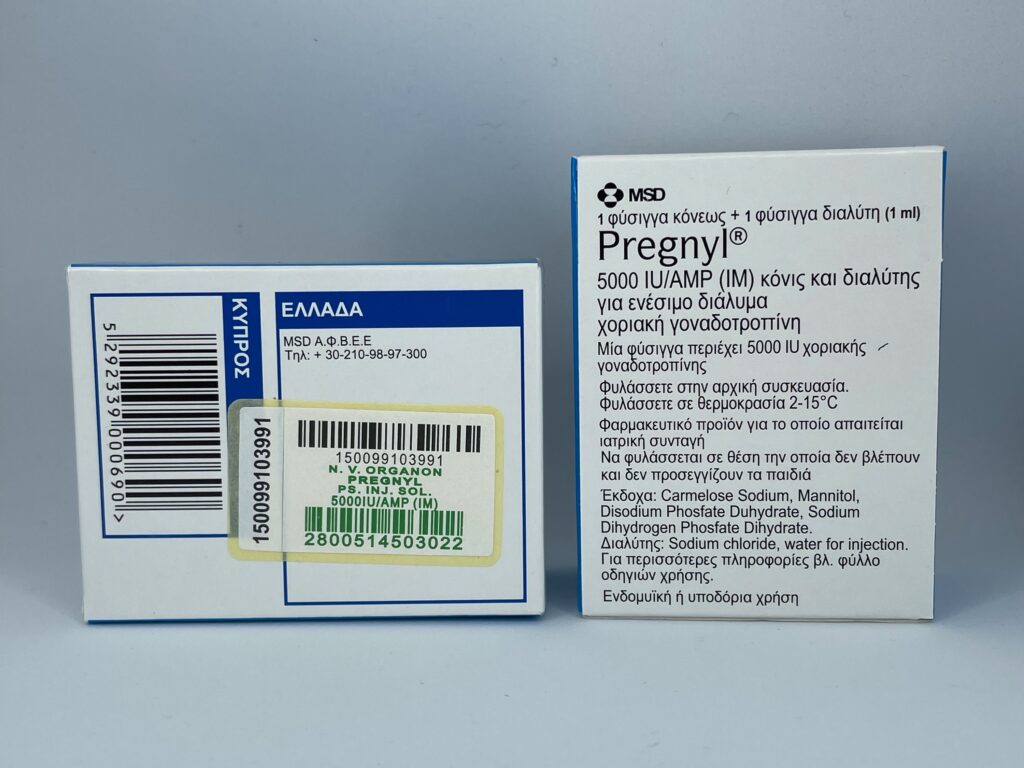 5 292339 000690 >
ΚΥΠΡΟΣ
ΕΛΛΑΔΑ
MSD Α.Φ.Β.Ε.Ε
Τηλ: + 30-210-98-97-300
150099103991
150099103991
N. V. ORGANON
PREGNYL
PS. INJ. SOL.
5000IU/AMP (IM)
2800514503022
MSD
1 φύσιγγα κόνεως + 1 φύσιγγα διαλύτη (1 ml)
Pregnyl®
5000 IU/AMP (IM) κόνις και διαλύτης
για ενέσιμο διάλυμα
χοριακή γοναδοτροπίνη
Μία φύσιγγα περιέχει 5000 IU χοριακής
γοναδοτροπίνης
Φυλάσσετε στην αρχική συσκευασία.
Φυλάσσετε σε θερμοκρασία 2-15°C
Φαρμακευτικό προϊόν για το οποίο απαιτείται
ιατρική συνταγή
Να φυλάσσεται σε θέση την οποία δεν βλέπουν
και δεν προσεγγίζουν τα παιδιά
Έκδοχα: Carmelose Sodium, Mannitol,
Disodium Phosfate Duhydrate, Sodium
Dihydrogen Phosfate Dihydrate.
Διαλύτης: Sodium chloride, water for injection.
Για περισσότερες πληροφορίες βλ. φύλλο
οδηγιών χρήσης.
Ενδομυϊκή ή υποδόρια χρήση